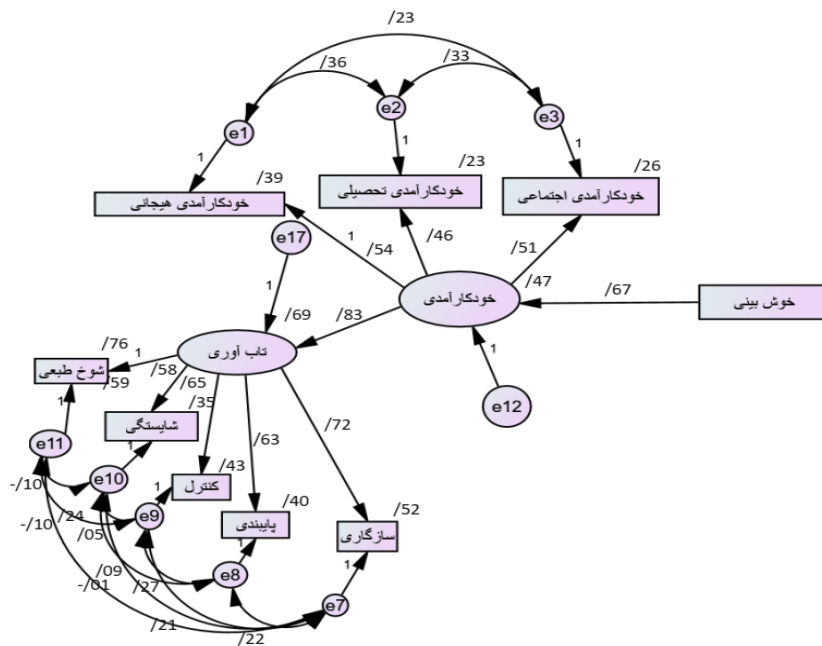 /23
/36
/33
e2
e3
e1
1
1
1
/23
/26
/39
خودکارآمدی تحصیلی
خودکارآمدی اجتماعی
خودکارآمدی هیجانی
e17
1
/54
/46
/51
/47
خودکارآمدی
/67
خوش بینی
1
/69
/83
1
e12
تاب آوری
/76
1
شوخ طبعی
/59
/58
/65
/35
/63
/72
1
شایستگی
e11
1
e10
/43
کنترل
1
e9
/40
پایبندی
/52
سازگاری
-/10
/24
-/10
/05
1
e8
1
e7
/09
/27
-/01
/21
/22